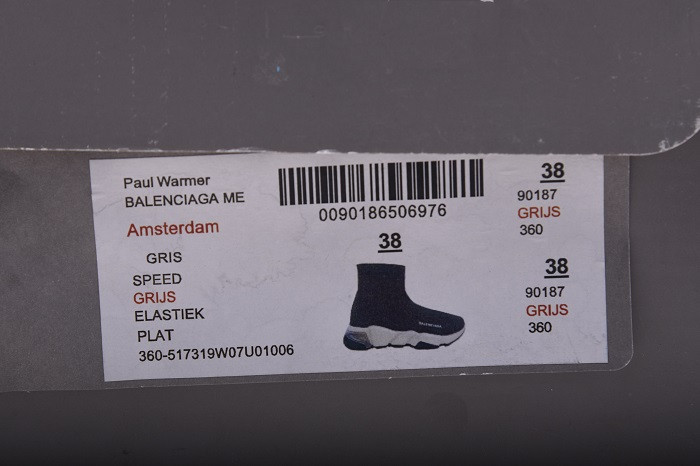 Paul Warmer
BALENCIAGA ME
Amsterdam
GRIS
SPEED
GRIJS
ELASTIEK
PLAT
360-517319W07U01006
0090186506976
38
BALENCIAGA
38
90187
GRIJS
360
38
90187
GRIJS
360